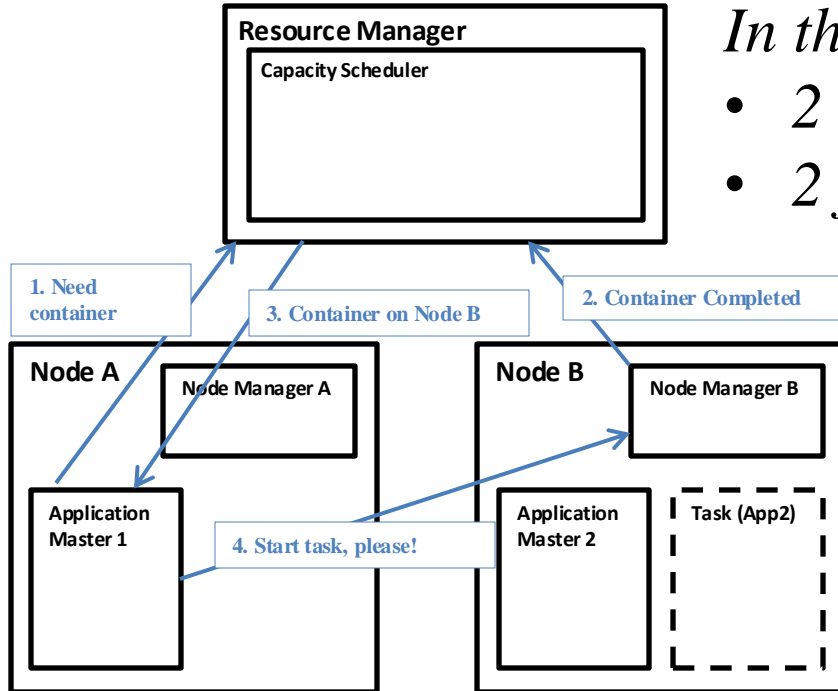 Resource Manager
Capacity Scheduler
In th
• 2
• 2
1. Need
container
3. Container on Node B
2. Container Completed
Node A
Node Manager A
Node B
Node Manager B
Application
Master 1
4. Start task, please!
Application
Master 2
Task (App2)